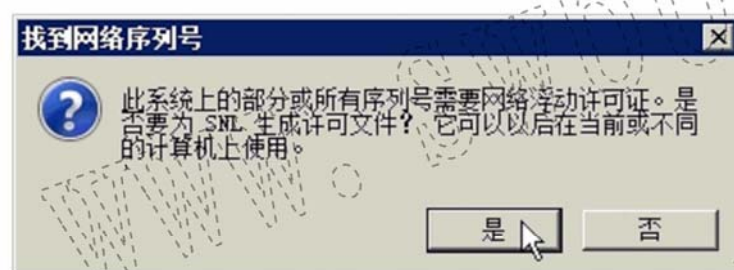 找到网络序列号
此系统上的部分或所有序列号需要网络浮动许可证。是
否要为 SNL 生成许可文件? 它可以以后在当前或不同
的计算机上使用。
是
否